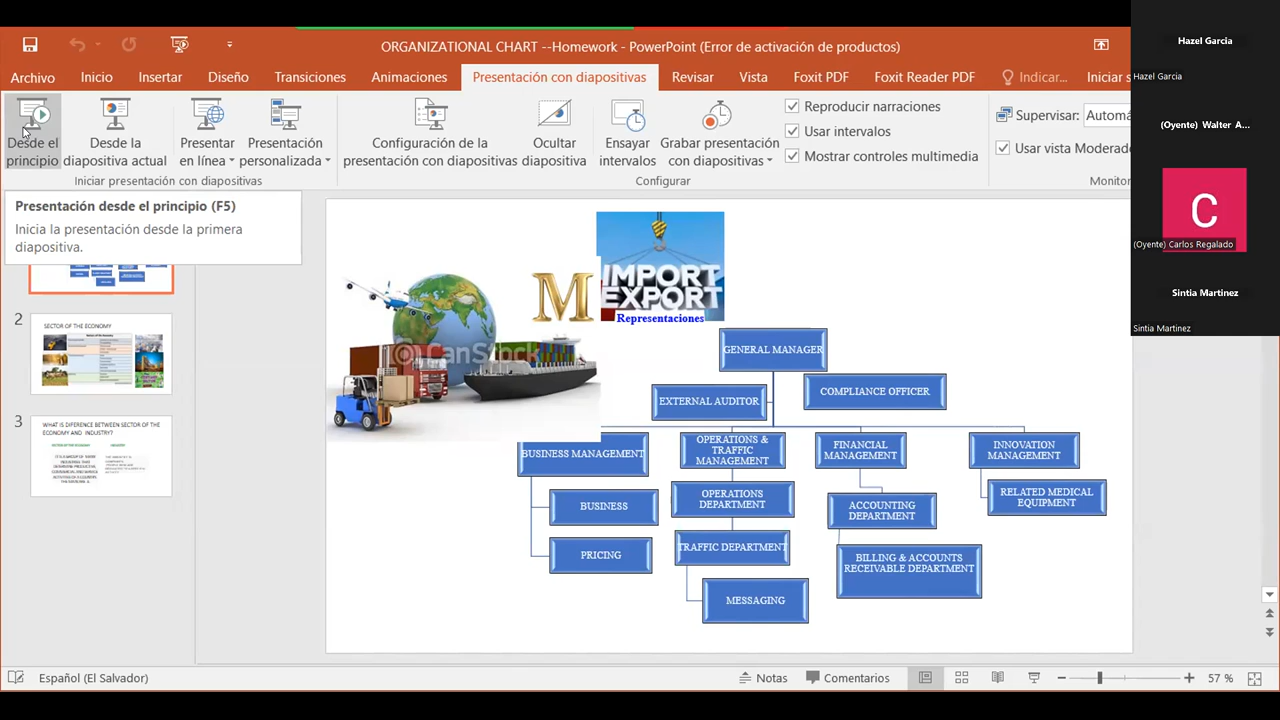 ORGANIZATIONAL CHART --Homework - PowerPoint (Error de activación de productos)
Archivo Inicio Insertar Diseño Transiciones Animaciones Presentación con diapositivas Revisar Vista Foxit PDF Foxit Reader PDF Indicar... Iniciar s
Desde el principio
Desde la diapositiva actual
Presentar en línea
Presentación personalizada
Configuración de la presentación con diapositivas
Ocultar diapositiva
Ensayar intervalos
Grabar presentación con diapositivas
Reproducir narraciones
Usar intervalos
Mostrar controles multimedia
Supervisar: Automá
Usar vista Moderado
Iniciar presentación con diapositivas
Configurar
Monitor
Presentación desde el principio (F5)
Inicia la presentación desde la primera
diapositiva.
2
SECTOR OF THE ECONOMY
3
WHAT IS DIFERENCE BETWEEN SECTOR OF THE
ECONOMY AND INDUSTRY?
M
IMPORT
EXPORT
Representaciones
CanStock
GENERAL MANAGER
EXTERNAL AUDITOR
COMPLIANCE OFFICER
BUSINESS MANAGEMENT
BUSINESS
PRICING
OPERATIONS &
TRAFFIC
MANAGEMENT
OPERATIONS
DEPARTMENT
TRAFFIC DEPARTMENT
MESSAGING
FINANCIAL
MANAGEMENT
ACCOUNTING
DEPARTMENT
BILLING & ACCOUNTS
RECEIVABLE DEPARTMENT
INNOVATION
MANAGEMENT
RELATED MEDICAL
EQUIPMENT
Hazel Garcia
Hazel Garcia
(Oyente) Walter A...
C
(Oyente) Carlos Regalado
Sintia Martinez
Sintia Martinez
Español (El Salvador)
Notas
Comentarios
57 %